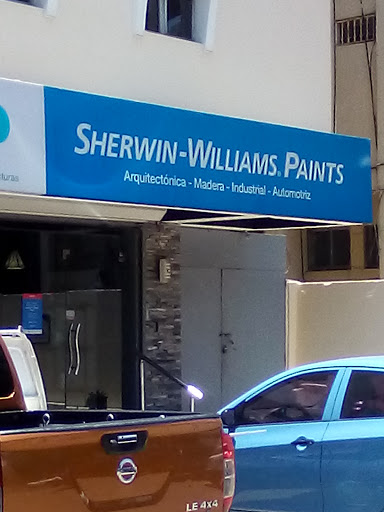 SHERWIN-WILLIAMS. PAINTS
Arquitectónica - Madera - Industrial - Automotriz
LE 4x4